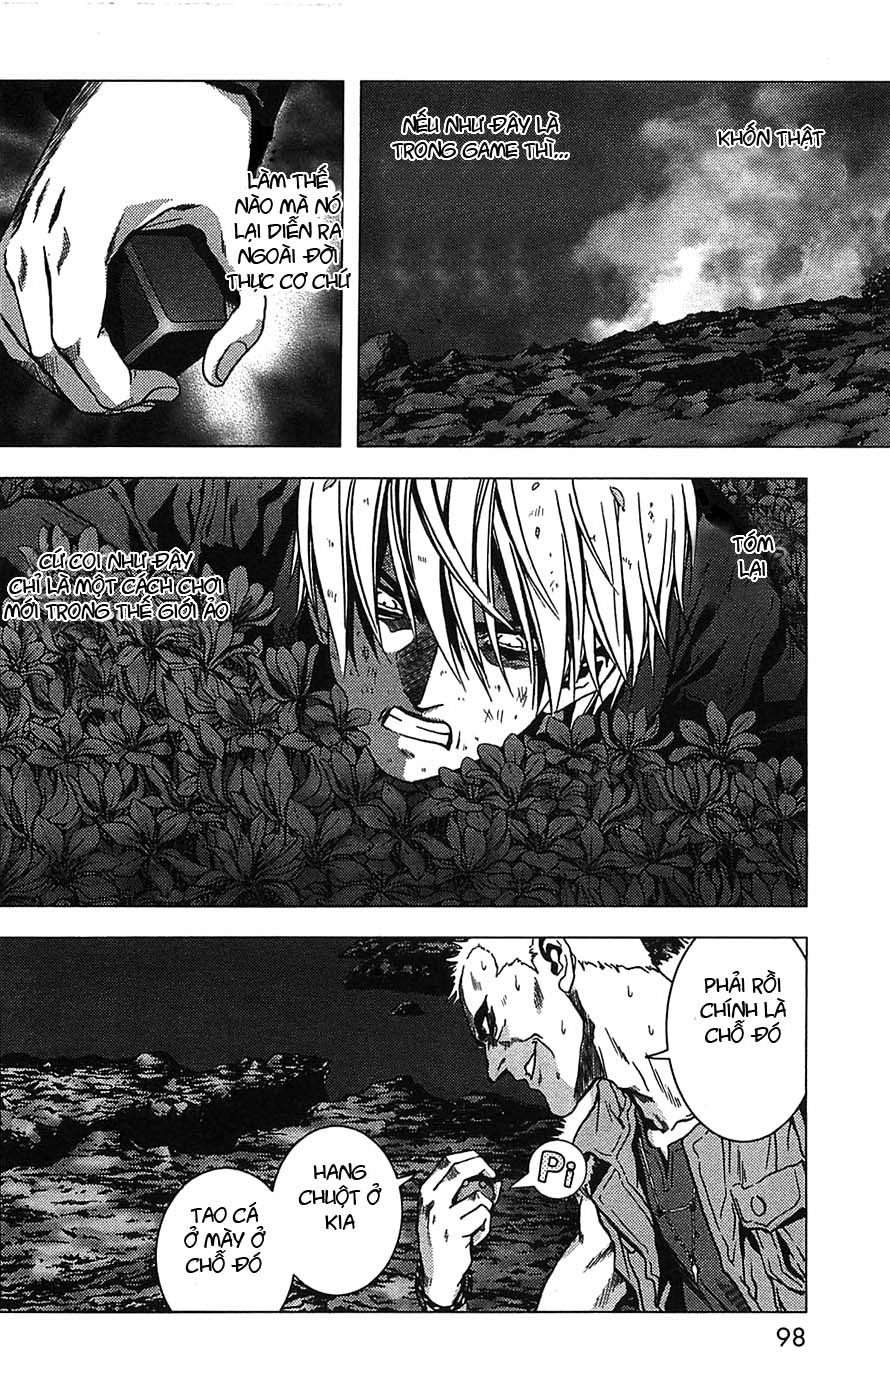 KHỐN THẬT
NẾU NHƯ ĐÂY LÀ
TRONG GAME THÌ...
LÀM THẾ
NÀO MÀ NÓ
LẠI DIỄN RA
NGOÀI ĐỜI
THỰC CƠ CHỨ
TÓM
LẠI
CỨ COI NHƯ ĐÂY
CHỈ LÀ MỘT CÁCH CHƠI
MỚI TRONG THẾ GIỚI ẢO
PHẢI RỒI
CHÍNH LÀ
CHỖ ĐÓ
Pi
HANG
CHUỘT Ở
KIA
TAO CÁ
Ở MÀY Ở
CHỖ ĐÓ
98